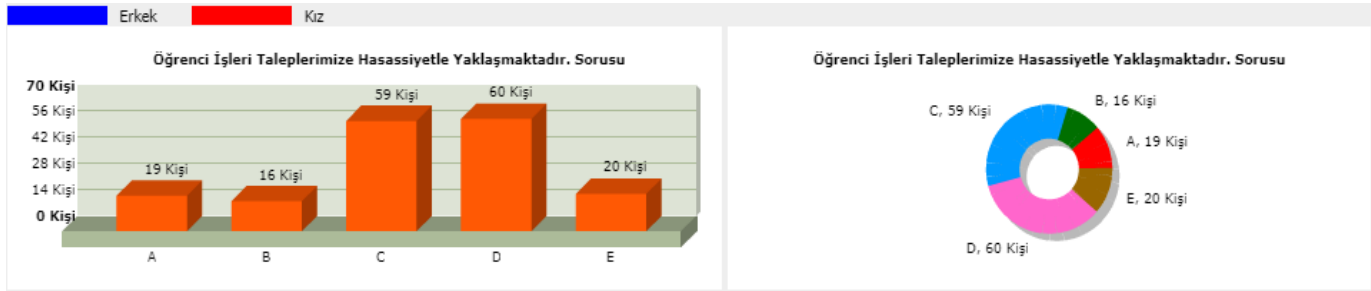 Erkek
Kız
Öğrenci İşleri Taleplerimize Hasassiyetle Yaklaşmaktadır. Sorusu
70 Kişi
56 Kişi
42 Kişi
28 Kişi
14 Kişi
0 Kişi
19 Kişi
16 Kişi
59 Kişi
60 Kişi
20 Kişi
A
B
C
D
E
Öğrenci İşleri Taleplerimize Hasassiyetle Yaklaşmaktadır. Sorusu
C, 59 Kişi
B, 16 Kişi
A, 19 Kişi
E, 20 Kişi
D, 60 Kişi